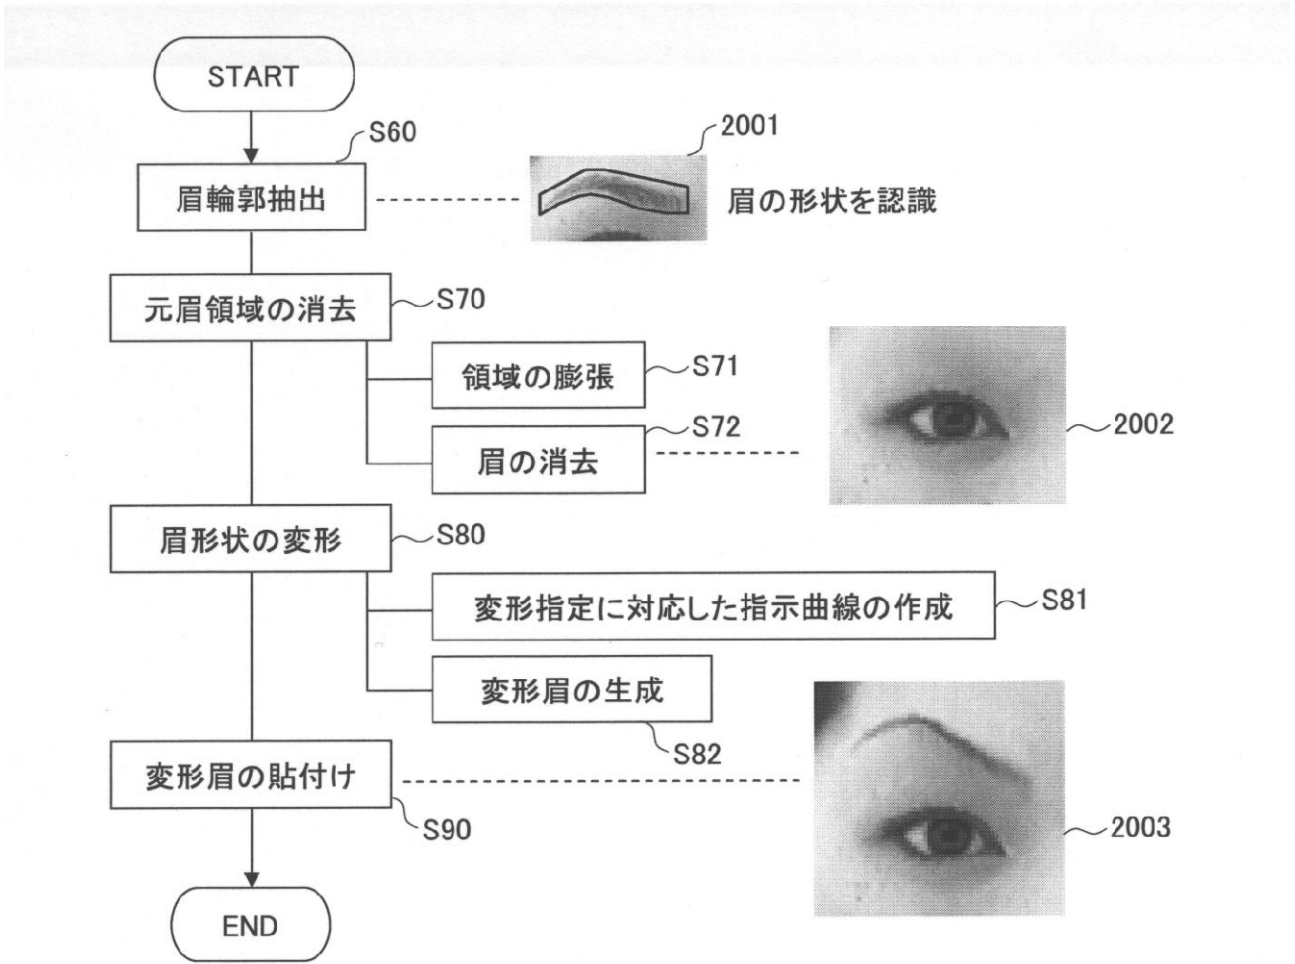 START
S60
2001
眉輪郭抽出
眉の形状を認識
元眉領域の消去
S70
領域の膨張
S71
眉の消去
S72
2002
眉形状の変形
S80
変形指定に対応した指示曲線の作成
S81
変形眉の生成
S82
変形眉の貼付け
S90
2003
END